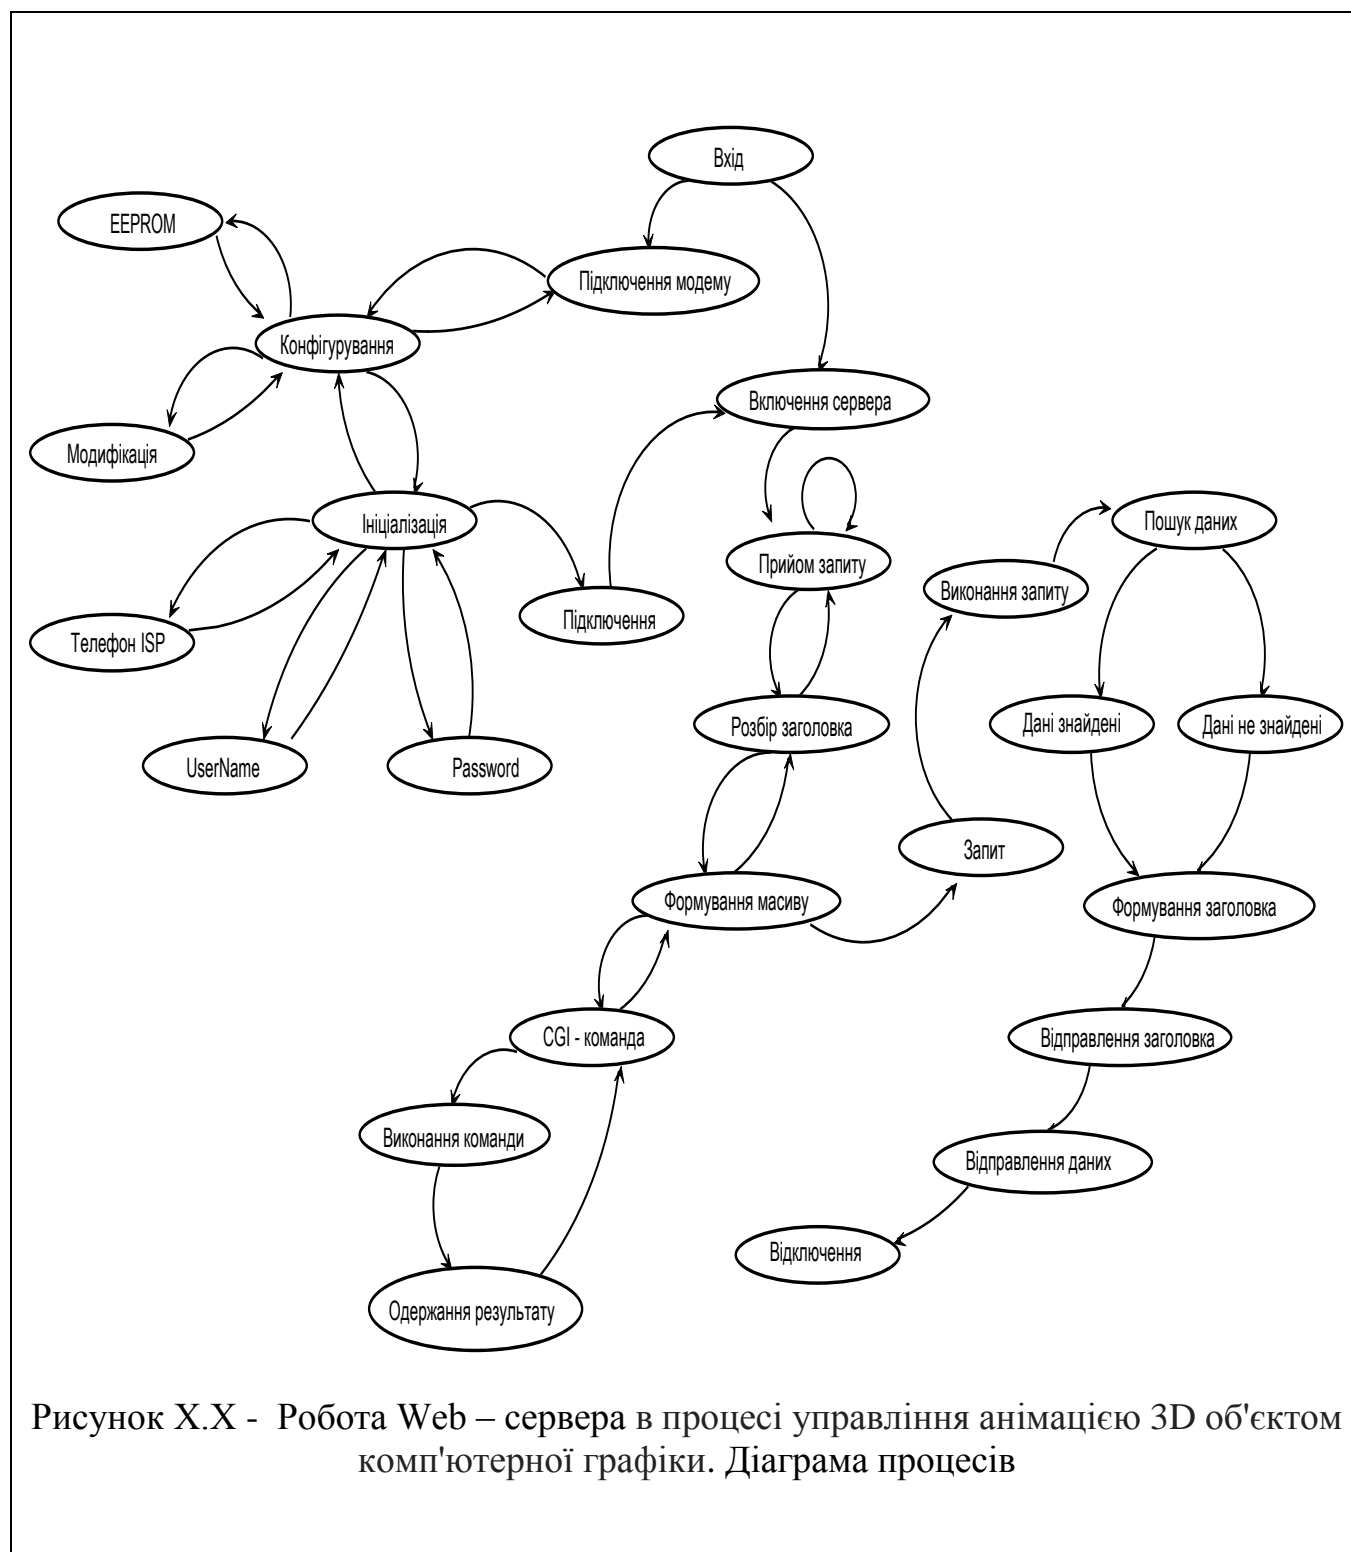 Вхід
EEPROM
Підключення модему
Конфігурування
Включення сервера
Модифікація
Ініціалізація
Пошук даних
Прийом запиту
Виконання запиту
Підключення
Телефон ISP
Розбір заголовка
Дані знайдені
Дані не знайдені
UserName
Password
Запит
Формування масиву
Формування заголовка
CGI - команда
Відправлення заголовка
Виконання команди
Відправлення даних
Відключення
Одержання результату
Рисунок Х.Х - Робота Web – сервера в процесі управління анімацією 3D об'єктом
комп'ютерної графіки. Діаграма процесів